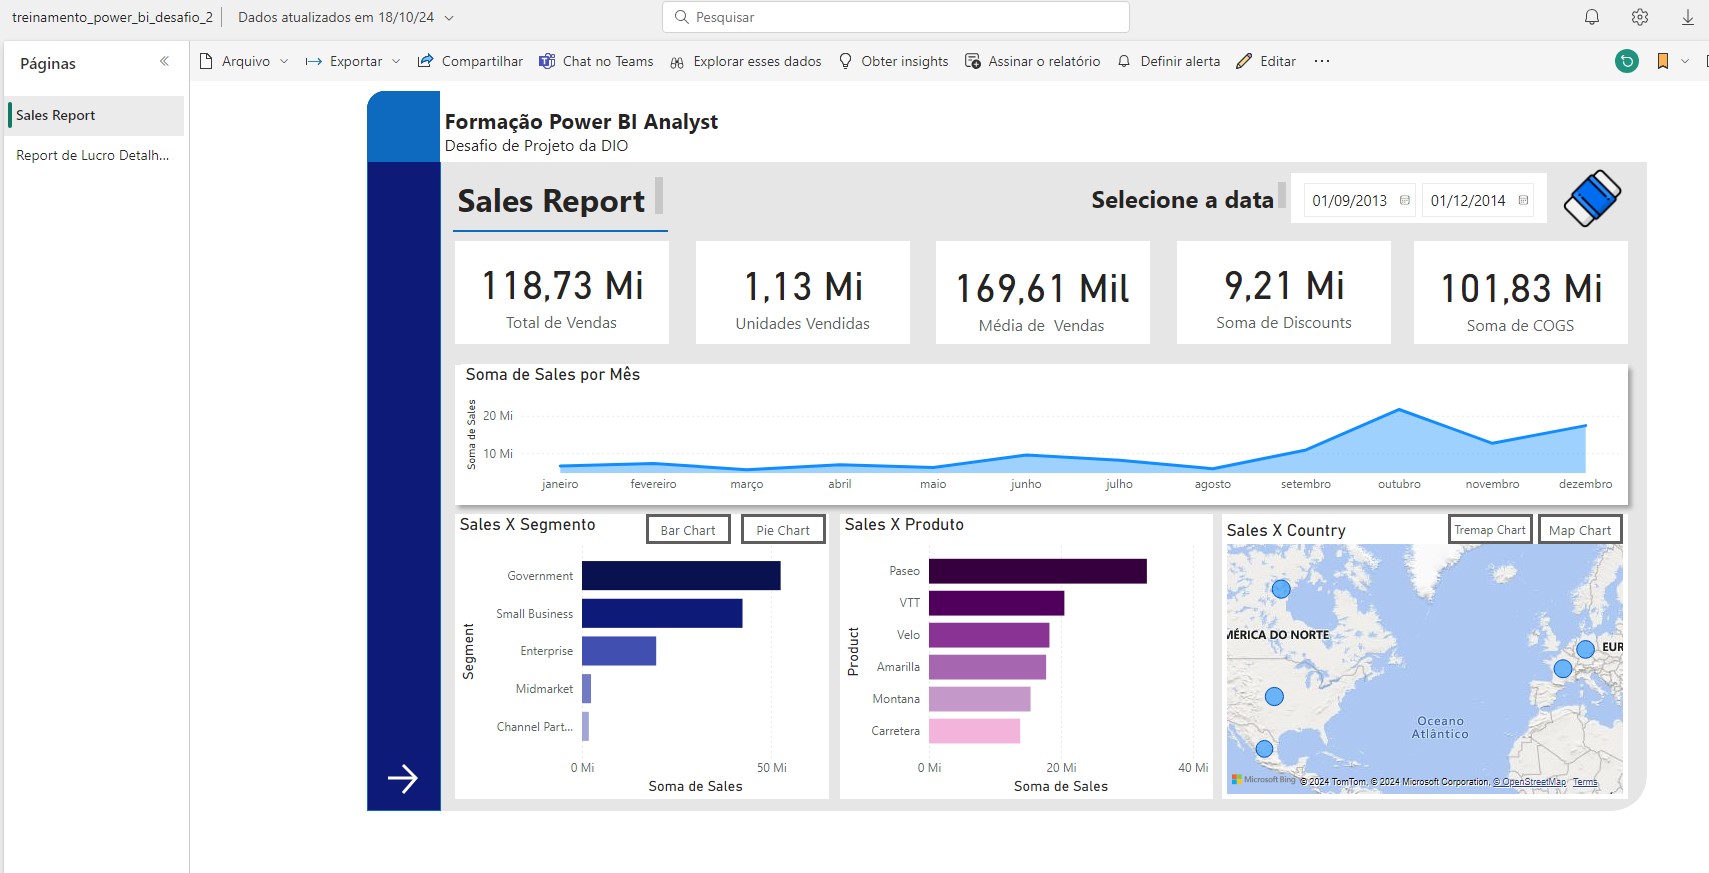 treinamento_power_bi_desafio_2
Dados atualizados em 18/10/24
Pesquisar
Páginas
Sales Report
Report de Lucro Detalh...
Arquivo
Exportar
Compartilhar
Chat no Teams
Explorar esses dados
Obter insights
Assinar o relatório
Definir alerta
Editar
Formação Power BI Analyst
Desafio de Projeto da DIO
Sales Report
Selecione a data
01/09/2013
01/12/2014
118,73 Mi
Total de Vendas
1,13 Mi
Unidades Vendidas
169,61 Mil
Média de  Vendas
9,21 Mi
Soma de Discounts
101,83 Mi
Soma de COGS
Soma de Sales por Mês
Soma de Sales
20 Mi
10 Mi
janeiro
fevereiro
março
abril
maio
junho
julho
agosto
setembro
outubro
novembro
dezembro
Sales X Segmento
Bar Chart
Pie Chart
Segment
Government
Small Business
Enterprise
Midmarket
Channel Part...
0 Mi
50 Mi
Soma de Sales
Sales X Produto
Product
Paseo
VTT
Velo
Amarilla
Montana
Carretera
0 Mi
20 Mi
40 Mi
Soma de Sales
Sales X Country
Tremap Chart
Map Chart
MÉRICA DO NORTE
EUR
Oceano
Atlântico
Microsoft Bing
© 2024 TomTom, © 2024 Microsoft Corporation, © OpenStreetMap Terms